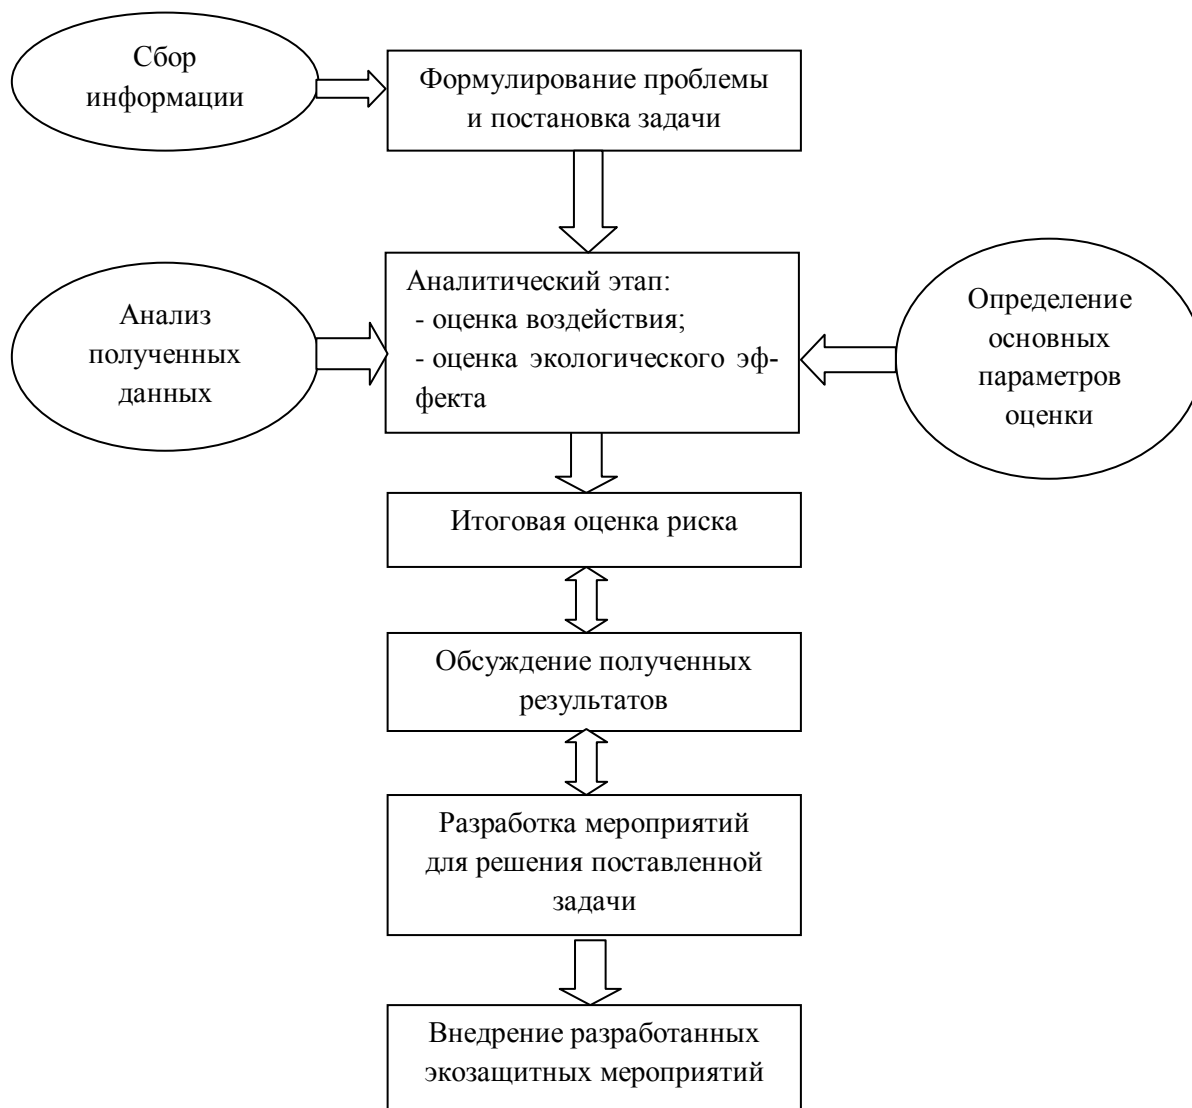 Сбор
информации
Формулирование проблемы
и постановка задачи
Анализ
полученных
данных
Аналитический этап:
- оценка воздействия;
- оценка экологического эф-
фекта
Определение
основных
параметров
оценки
Итоговая оценка риска
Обсуждение полученных
результатов
Разработка мероприятий
для решения поставленной
задачи
Внедрение разработанных
экозащитных мероприятий